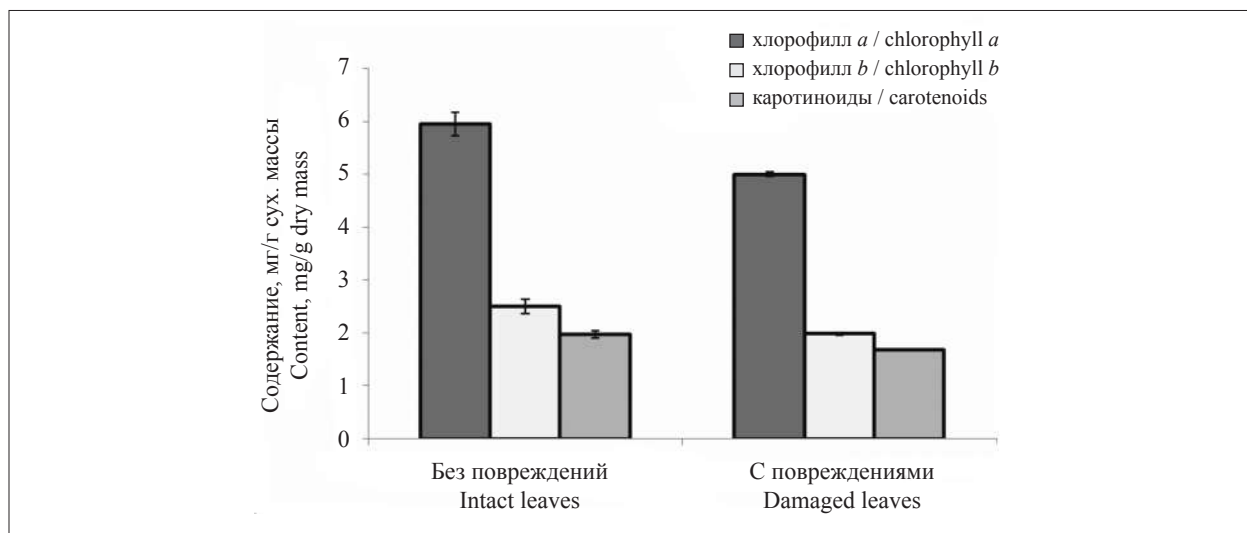 хлорофилл a / chlorophyll a
хлорофилл b / chlorophyll b
каротиноиды / carotenoids
Содержание, мг/г сух. массы
Content, mg/g dry mass
7
6
5
4
3
2
1
0
Без повреждений
Intact leaves
С повреждениями
Damaged leaves